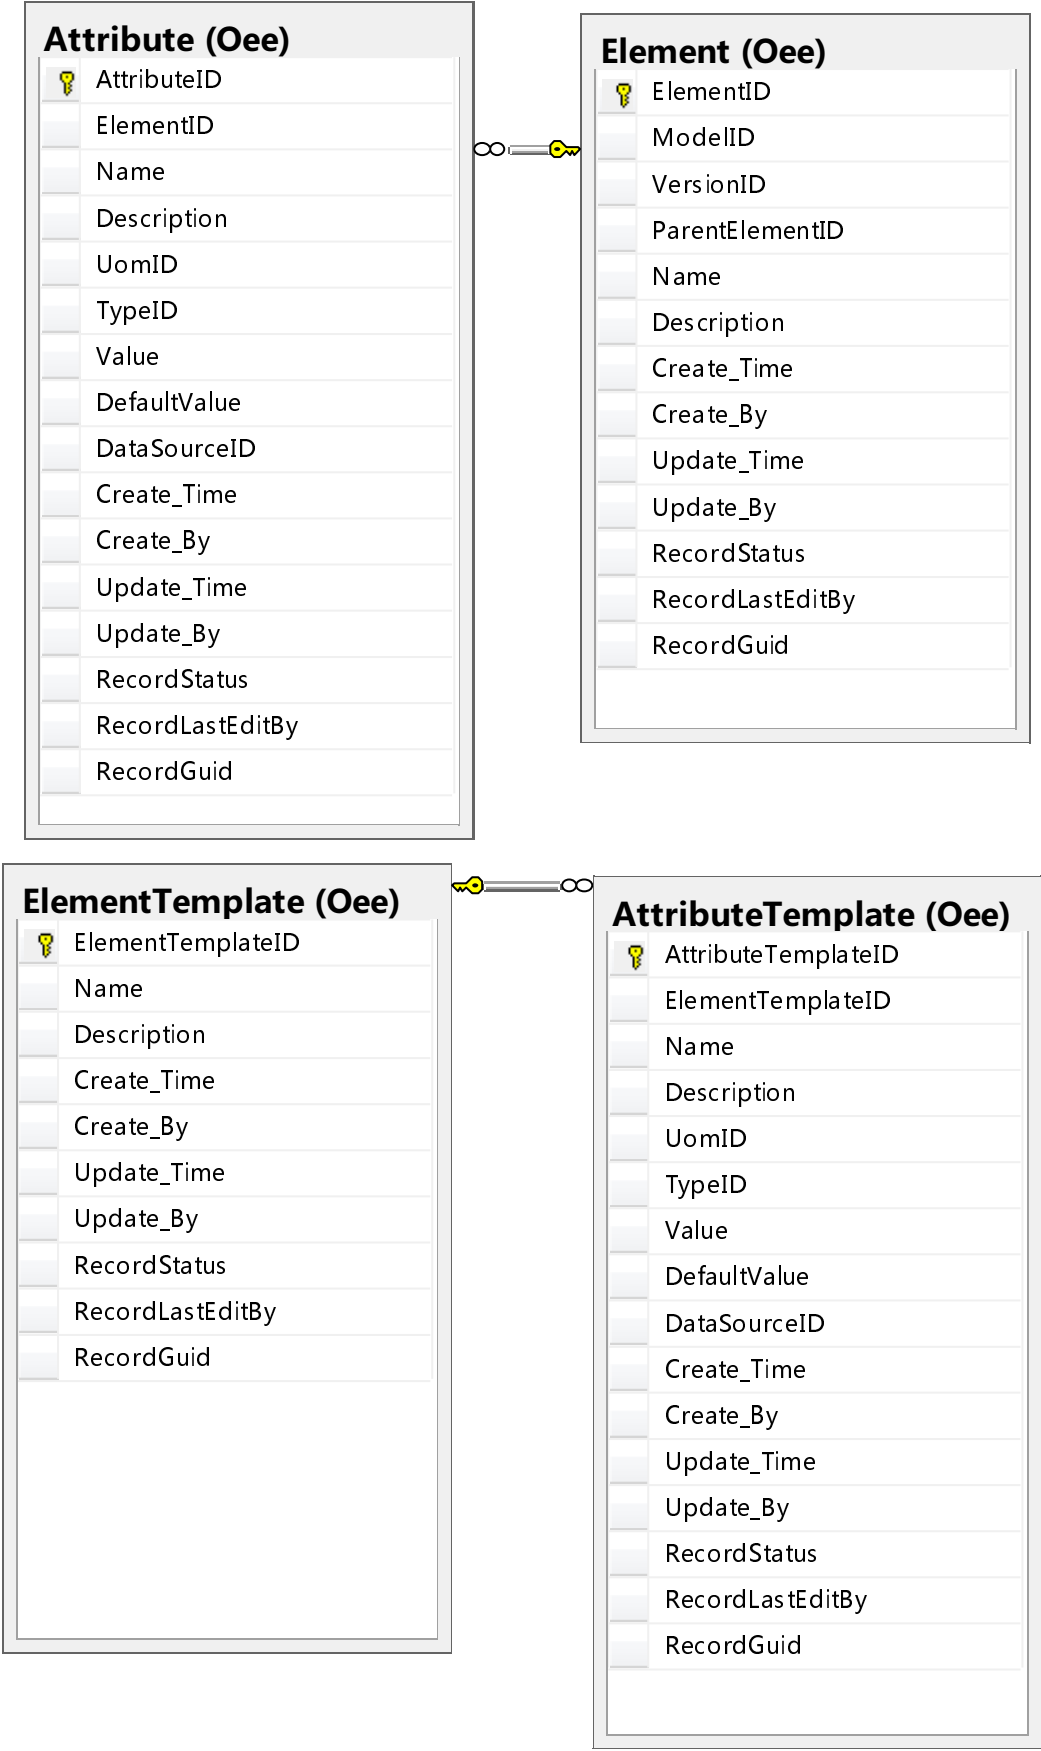 Attribute (Oee)
AttributeID
ElementID
Name
Description
UomID
TypeID
Value
DefaultValue
DataSourceID
Create_Time
Create_By
Update_Time
Update_By
RecordStatus
RecordLastEditBy
RecordGuid
Element (Oee)
ElementID
ModelID
VersionID
ParentElementID
Name
Description
Create_Time
Create_By
Update_Time
Update_By
RecordStatus
RecordLastEditBy
RecordGuid
ElementTemplate (Oee)
ElementTemplateID
Name
Description
Create_Time
Create_By
Update_Time
Update_By
RecordStatus
RecordLastEditBy
RecordGuid
AttributeTemplate (Oee)
AttributeTemplateID
ElementTemplateID
Name
Description
UomID
TypeID
Value
DefaultValue
DataSourceID
Create_Time
Create_By
Update_Time
Update_By
RecordStatus
RecordLastEditBy
RecordGuid